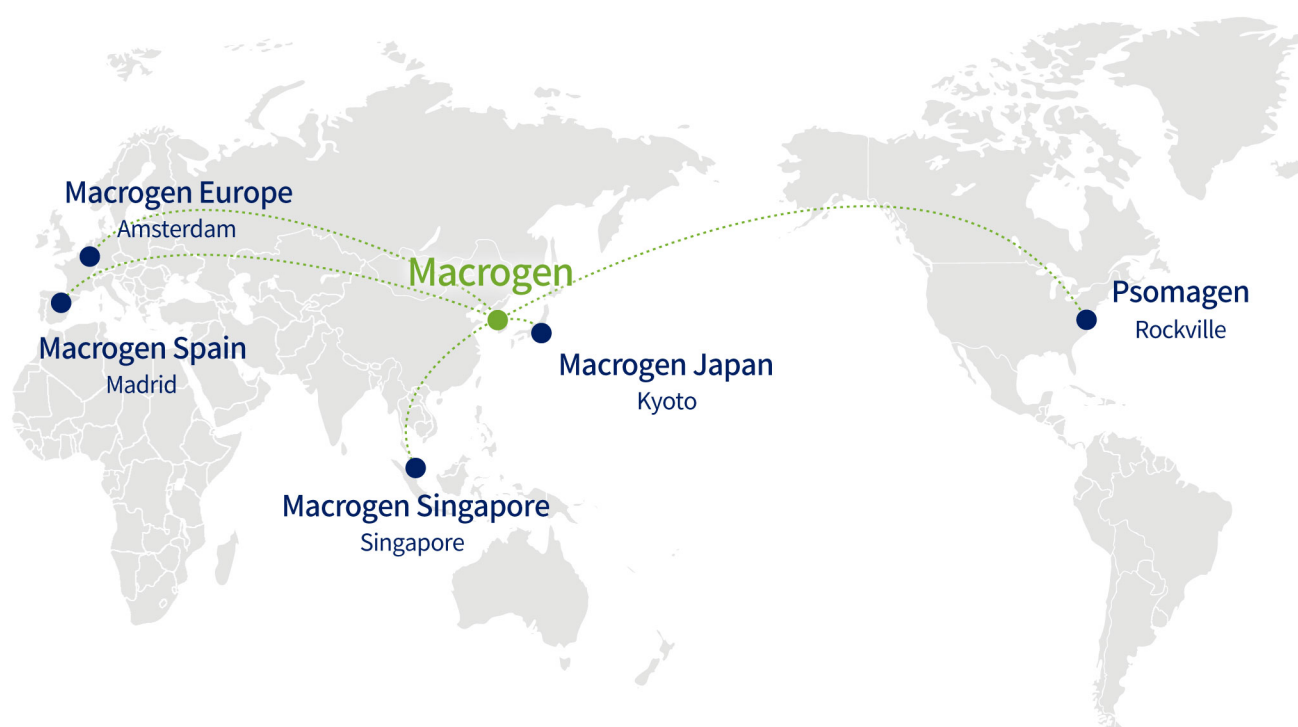 Macrogen Europe
Amsterdam
Macrogen
Psomagen
Rockville
Macrogen Spain
Madrid
Macrogen Japan
Kyoto
Macrogen Singapore
Singapore